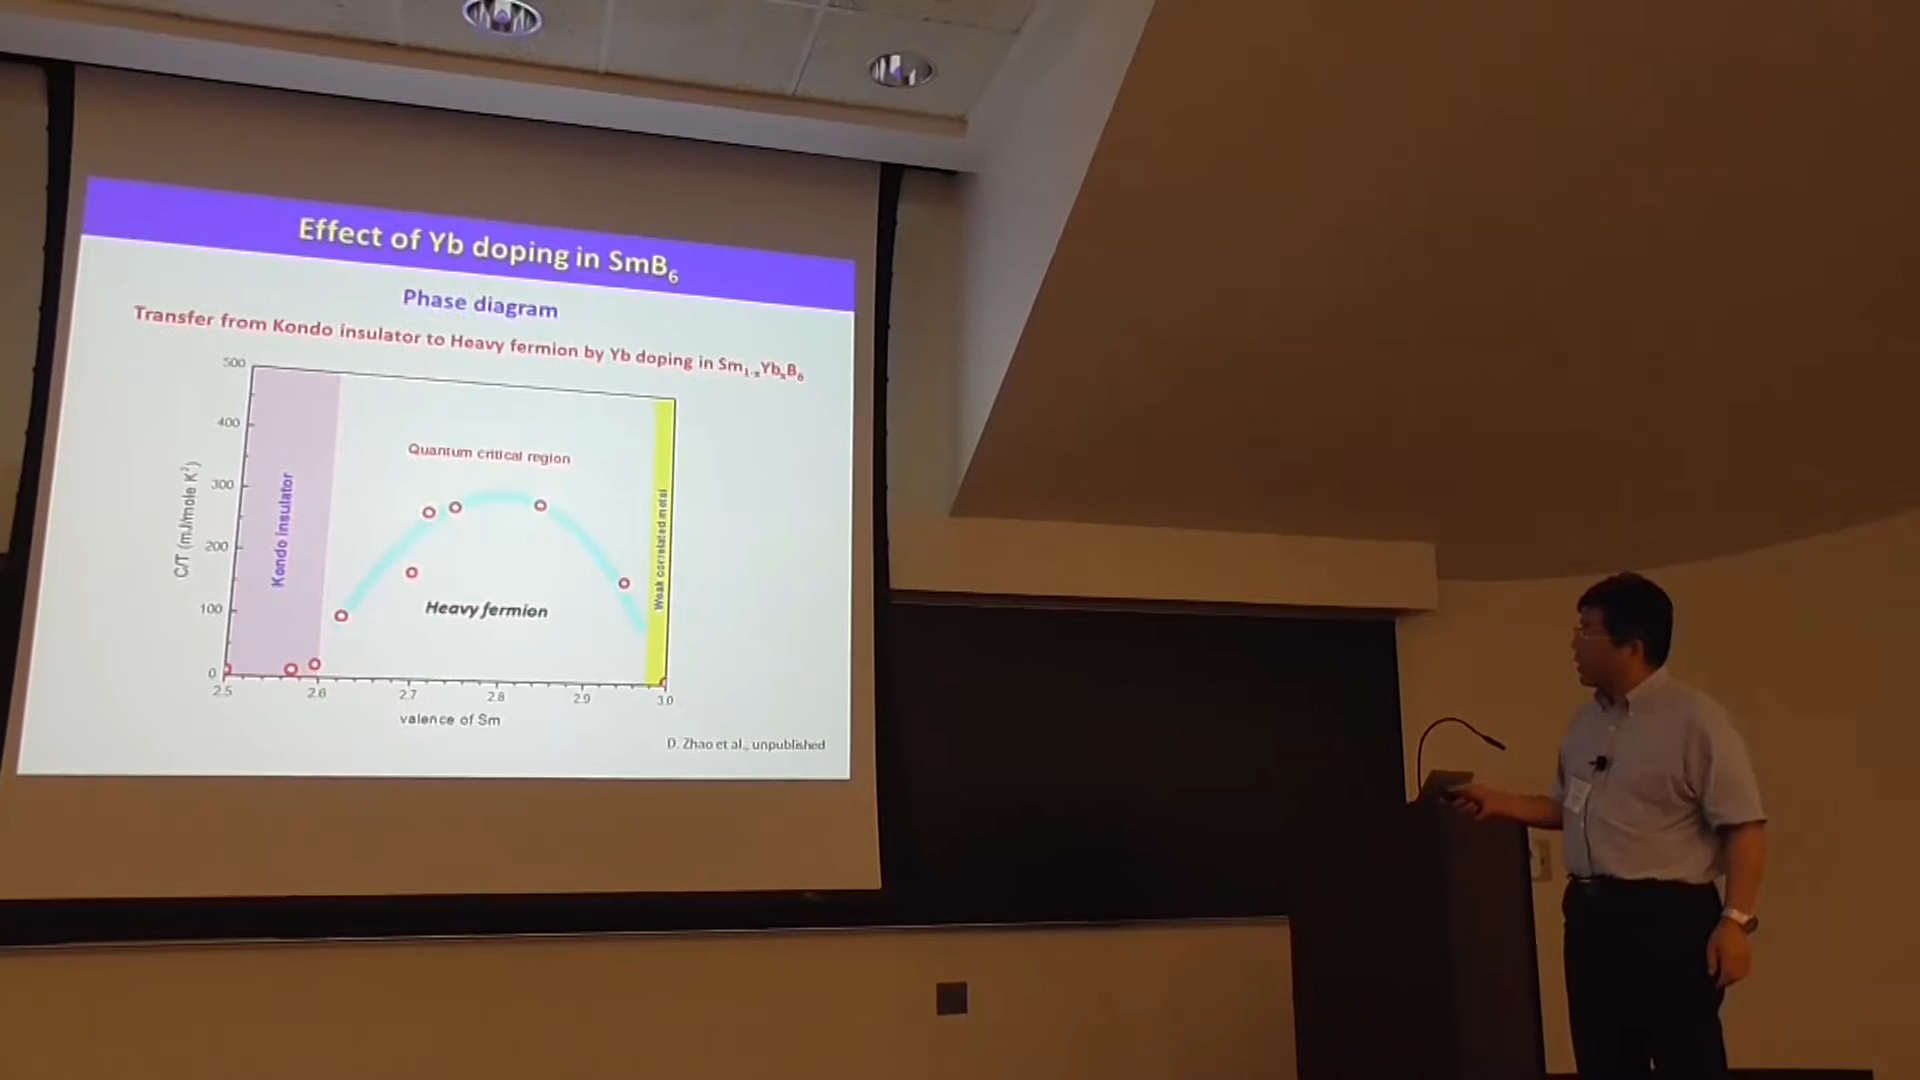 Effect of Yb doping in SmB6
Phase diagram
Transfer from Kondo insulator to Heavy fermion by Yb doping in Sm1-xYbxB6
500
400
300
200
100
0
C/T (mJ/mole K2)
Kondo insulator
Quantum critical region
Heavy fermion
Weak correlated metal
2.5 2.6 2.7 2.8 2.9 3.0
valence of Sm
D. Zhao et al., unpublished